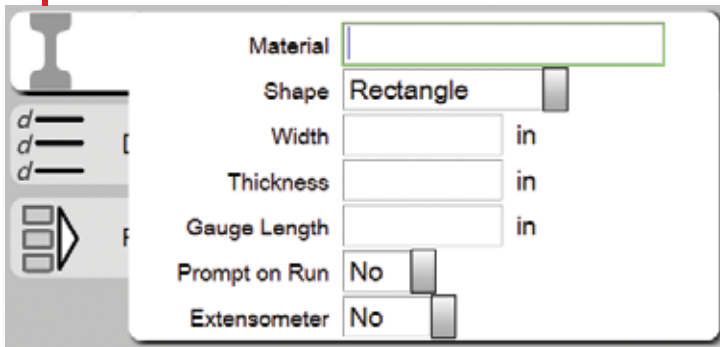 Material
Shape Rectangle
Width in
Thickness in
Gauge Length in
Prompt on Run No
Extensometer No
d
d
d